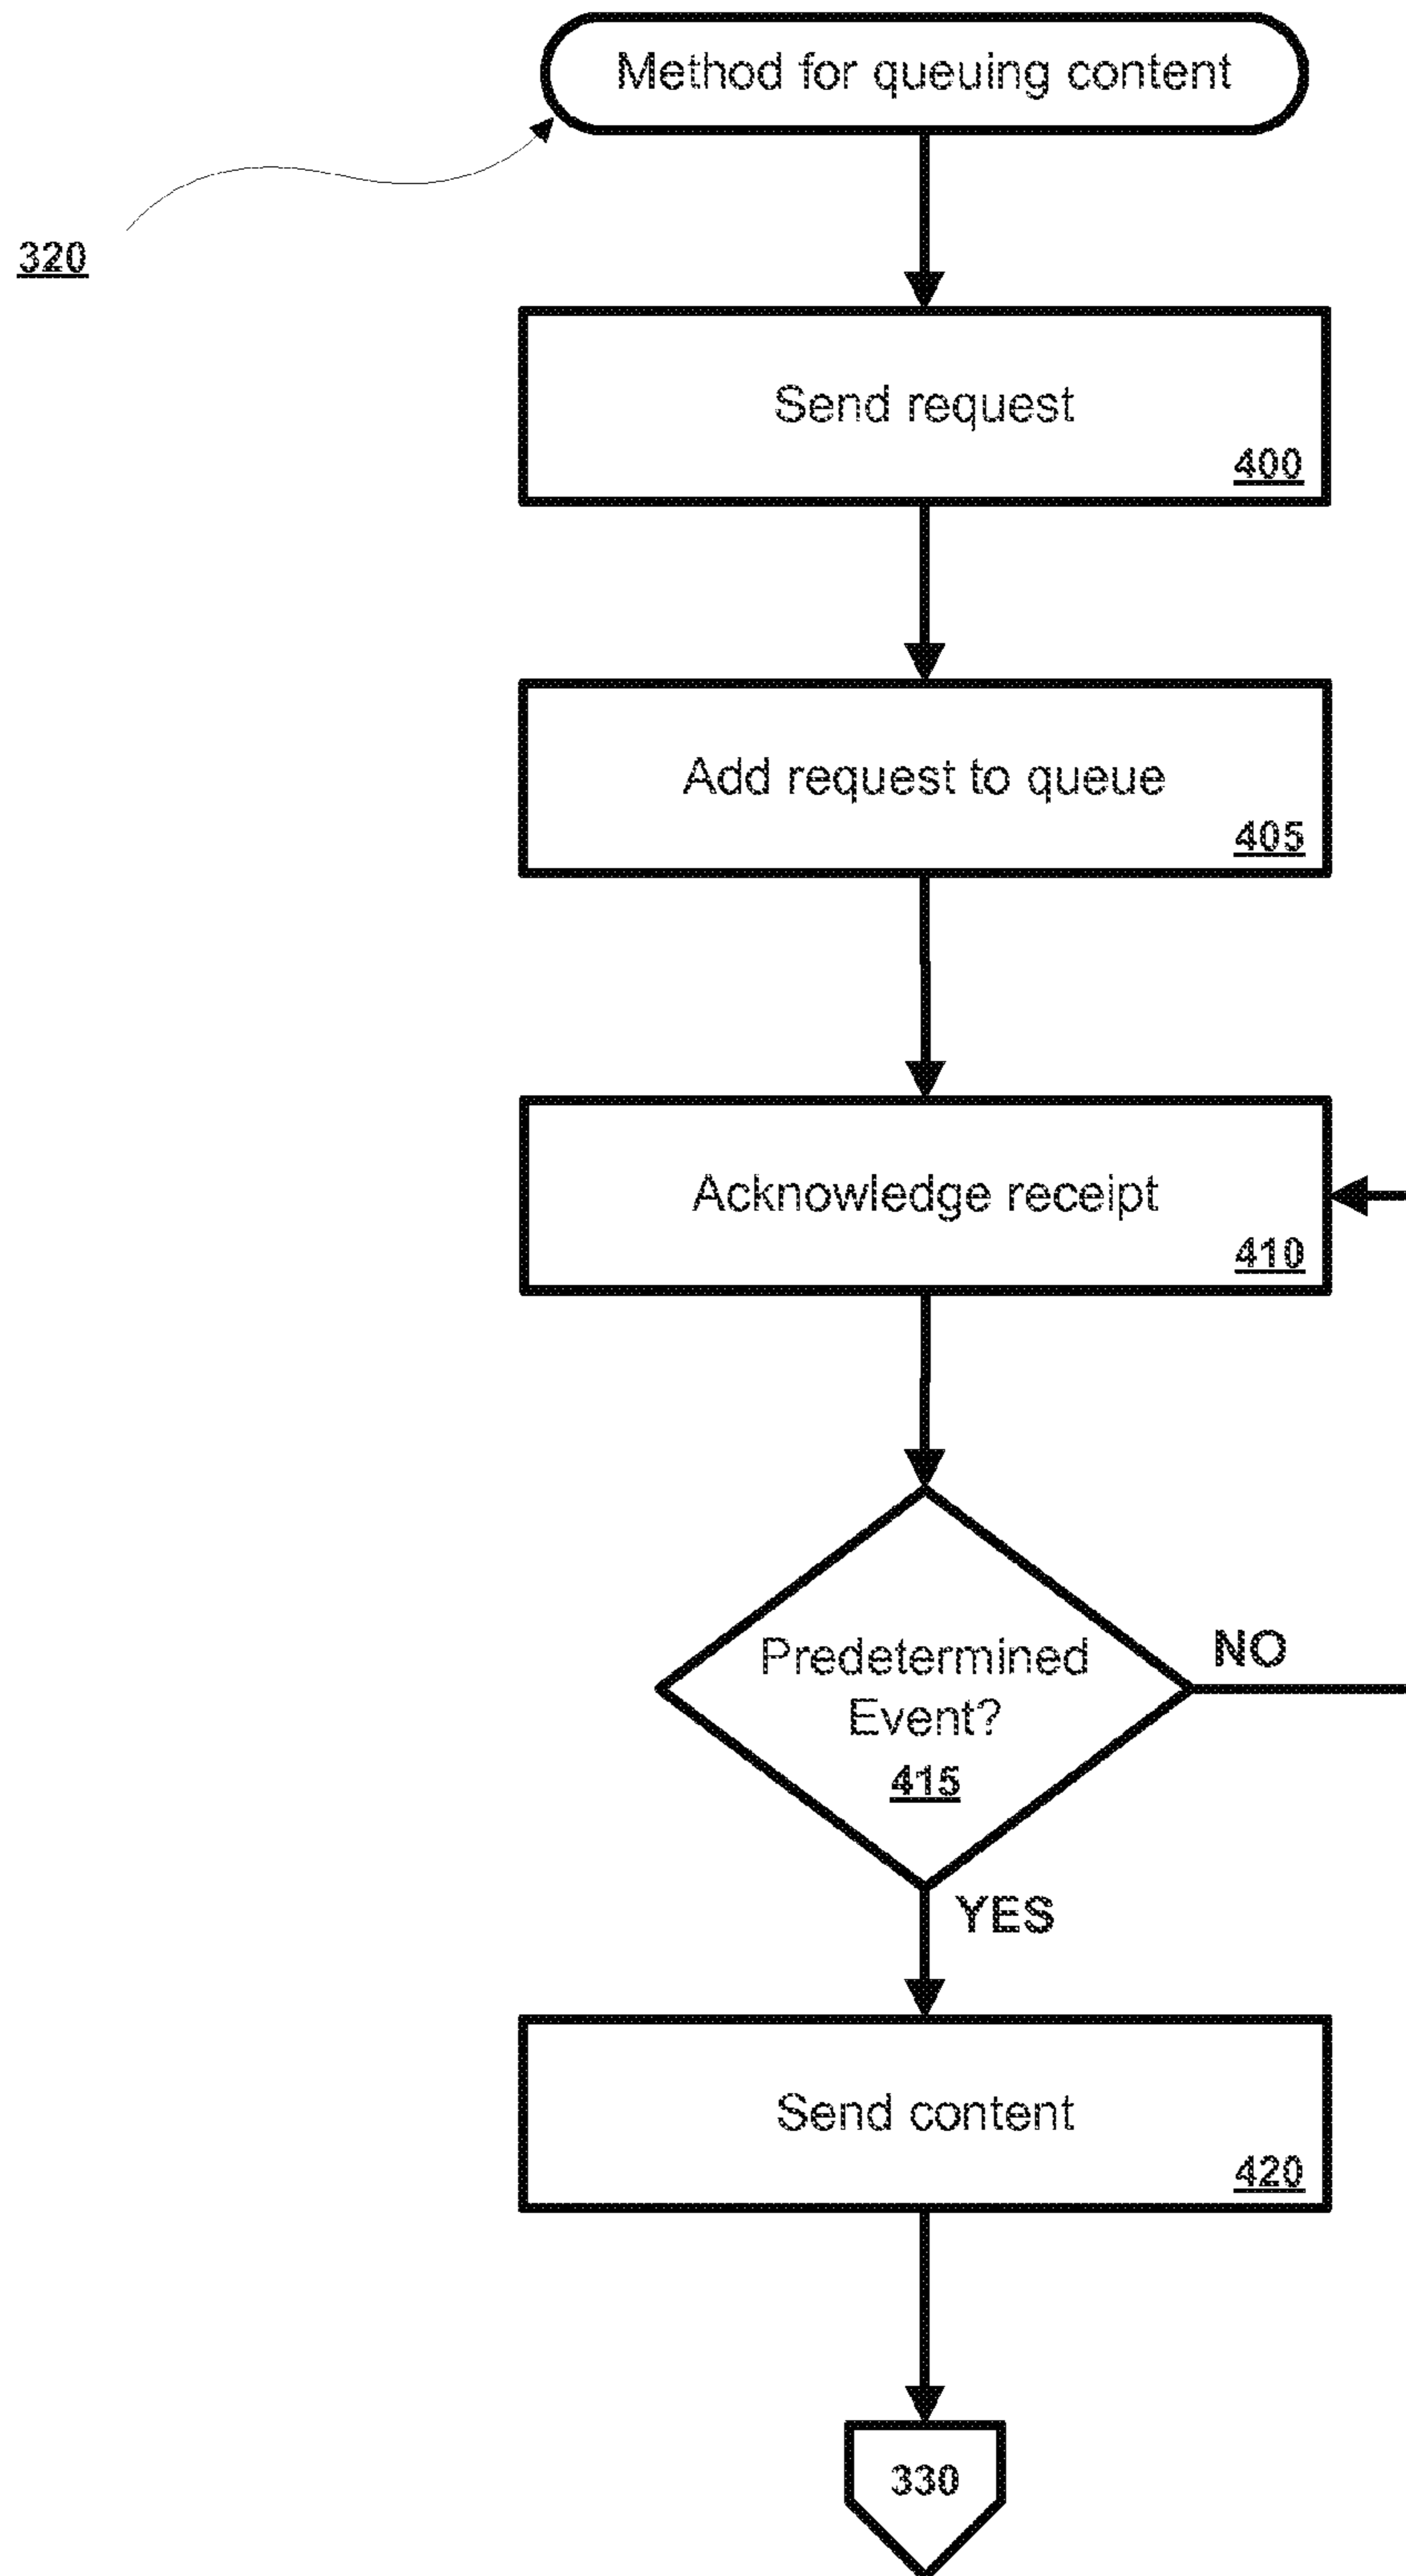 Method for queuing content
320
Send request
400
Add request to queue
405
Acknowledge receipt
410
Predetermined
Event?
415
NO
YES
Send content
420
330